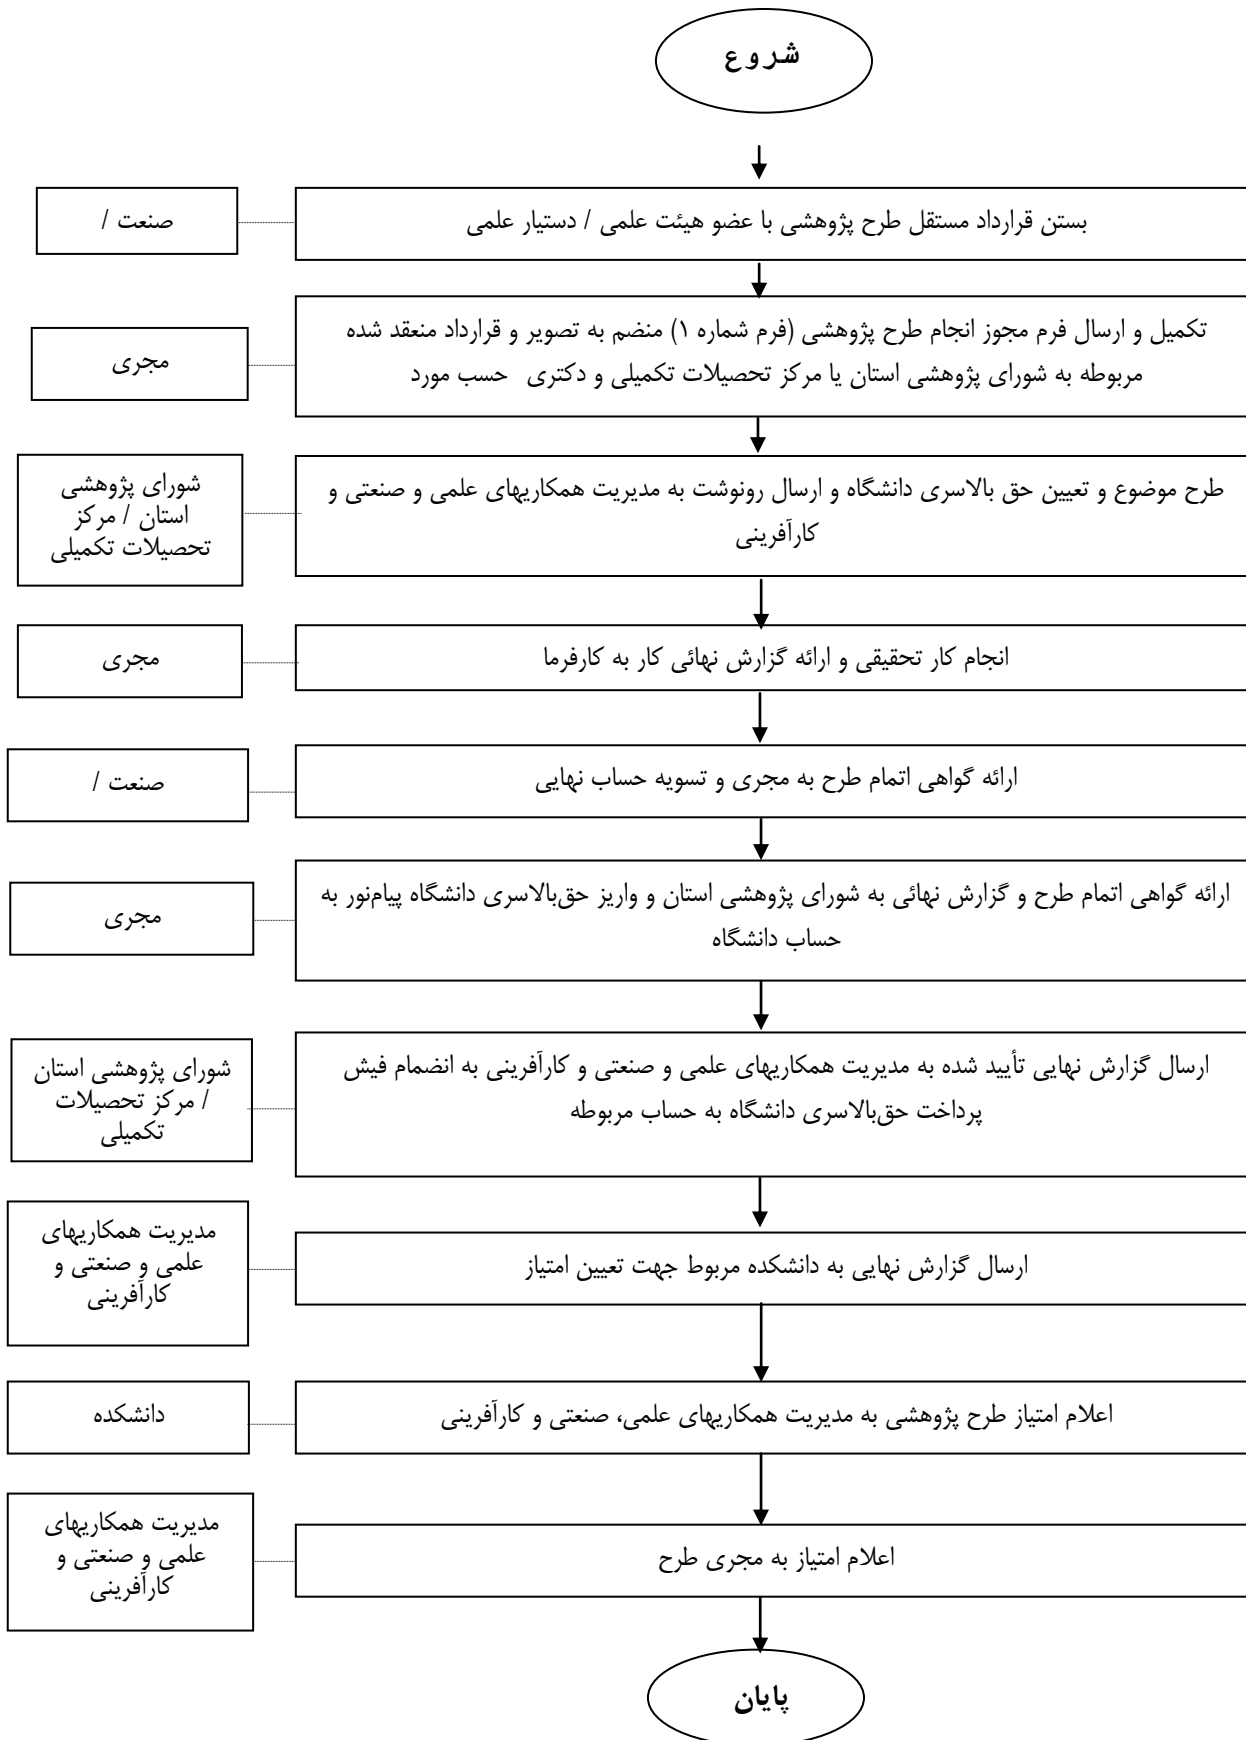 شروع
بستن قرارداد مستقل طرح پژوهشی با عضو هیئت علمی / دستیار علمی
صنعت /
تکمیل و ارسال فرم مجوز انجام طرح پژوهشی (فرم شماره ۱) منضم به تصویر و قرارداد منعقد شده
مربوطه به شورای پژوهشی استان یا مرکز تحصیلات تکمیلی و دکتری حسب مورد
مجری
طرح موضوع و تعیین حق بالاسری دانشگاه و ارسال رونوشت به مدیریت همکاریهای علمی و صنعتی و
کارآفرینی
شورای پژوهشی
استان / مرکز
تحصیلات تکمیلی
انجام کار تحقیقی و ارائه گزارش نهائی کار به کارفرما
مجری
ارائه گواهی اتمام طرح به مجری و تسویه حساب نهایی
صنعت /
ارائه گواهی اتمام طرح و گزارش نهائی به شورای پژوهشی استان و واریز حق‌بالاسری دانشگاه پیام‌نور به
حساب دانشگاه
مجری
ارسال گزارش نهایی تأیید شده به مدیریت همکاریهای علمی و صنعتی و کارآفرینی به انضمام فیش
پرداخت حق‌بالاسری دانشگاه به حساب مربوطه
شورای پژوهشی استان
/ مرکز تحصیلات
تکمیلی
ارسال گزارش نهایی به دانشکده مربوط جهت تعیین امتیاز
مدیریت همکاریهای
علمی و صنعتی و
کارآفرینی
اعلام امتیاز طرح پژوهشی به مدیریت همکاریهای علمی، صنعتی و کارآفرینی
دانشکده
اعلام امتیاز به مجری طرح
مدیریت همکاریهای
علمی و صنعتی و
کارآفرینی
پایان